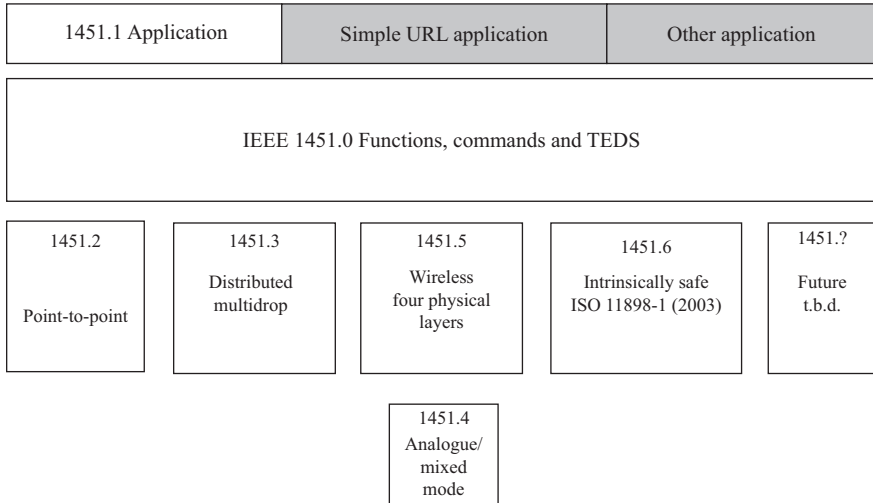 1451.1 Application
Simple URL application
Other application
IEEE 1451.0 Functions, commands and TEDS
1451.2
Point-to-point
1451.3
Distributed
multidrop
1451.5
Wireless
four physical
layers
1451.6
Intrinsically safe
ISO 11898-1 (2003)
1451.?
Future
t.b.d.
1451.4
Analogue/
mixed
mode